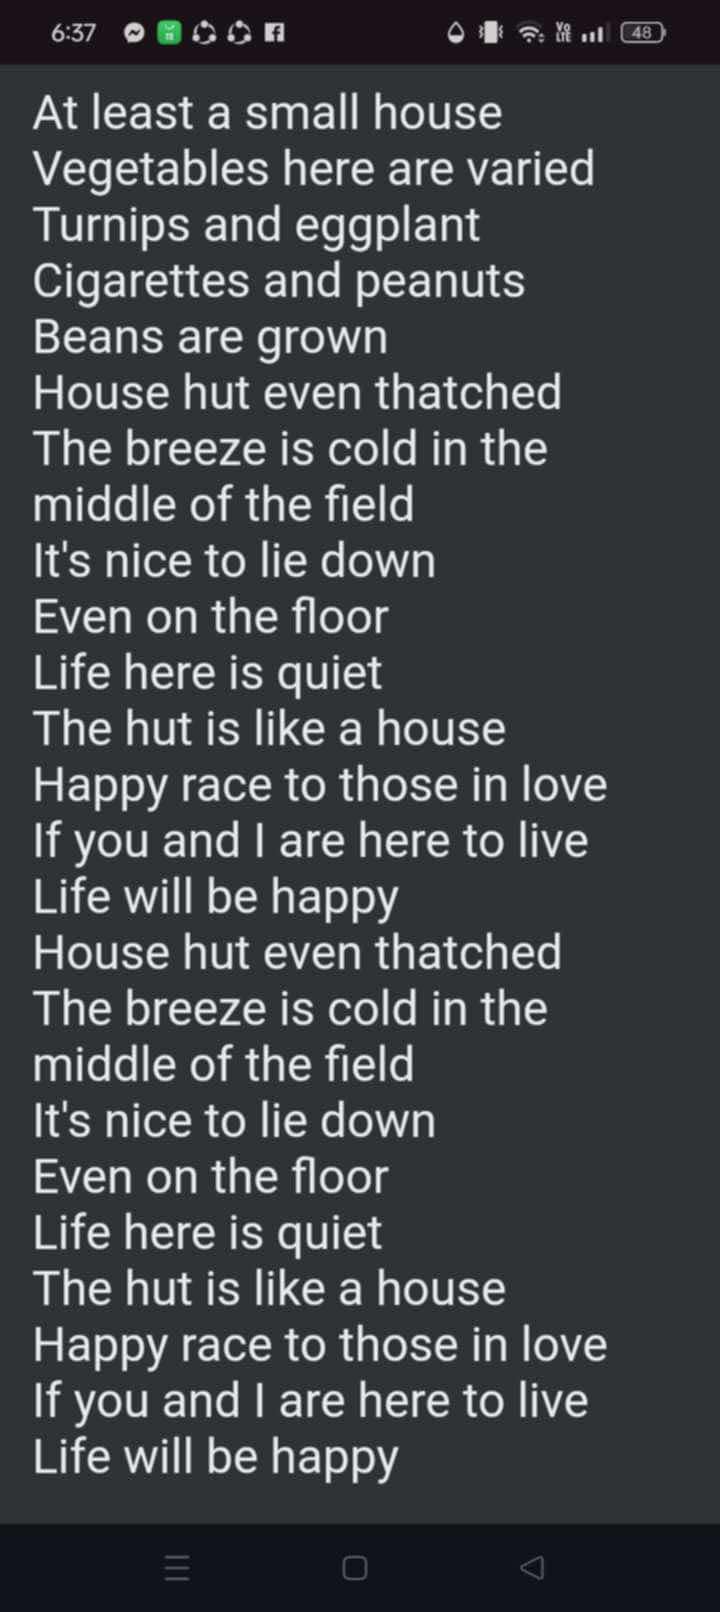 6:37
VoLTE
48
At least a small house
Vegetables here are varied
Turnips and eggplant
Cigarettes and peanuts
Beans are grown
House hut even thatched
The breeze is cold in the
middle of the field
It's nice to lie down
Even on the floor
Life here is quiet
The hut is like a house
Happy race to those in love
If you and I are here to live
Life will be happy
House hut even thatched
The breeze is cold in the
middle of the field
It's nice to lie down
Even on the floor
Life here is quiet
The hut is like a house
Happy race to those in love
If you and I are here to live
Life will be happy